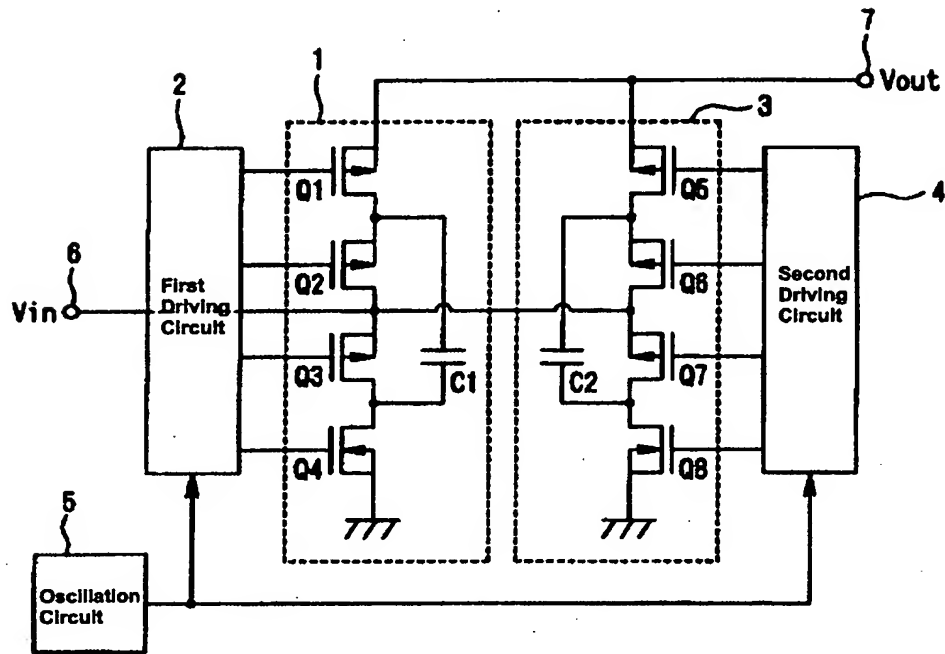 7
1
Vout
2
3
Q1
Q5
4
6
Q2
Q6
Vin
First
Driving
Circuit
Second
Driving
Circuit
Q3
C1
C2
Q7
Q4
Q8
5
Oscillation
Circuit